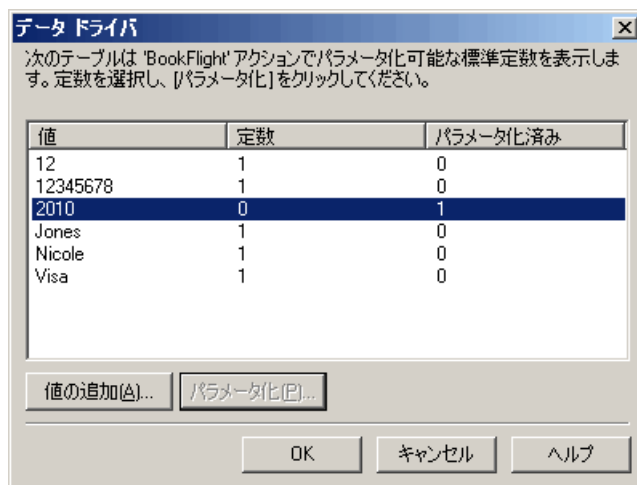 データ ドライバ
次のテーブルは 'BookFlight' アクションでパラメータ化可能な標準定数を表示しま
す。定数を選択し、[パラメータ化] をクリックしてください。
値 定数 パラメータ化済み
12 1 0
12345678 1 0
2010 0 1
Jones 1 0
Nicole 1 0
Visa 1 0
値の追加(A)... パラメータ化(P)...
OK キャンセル ヘルプ